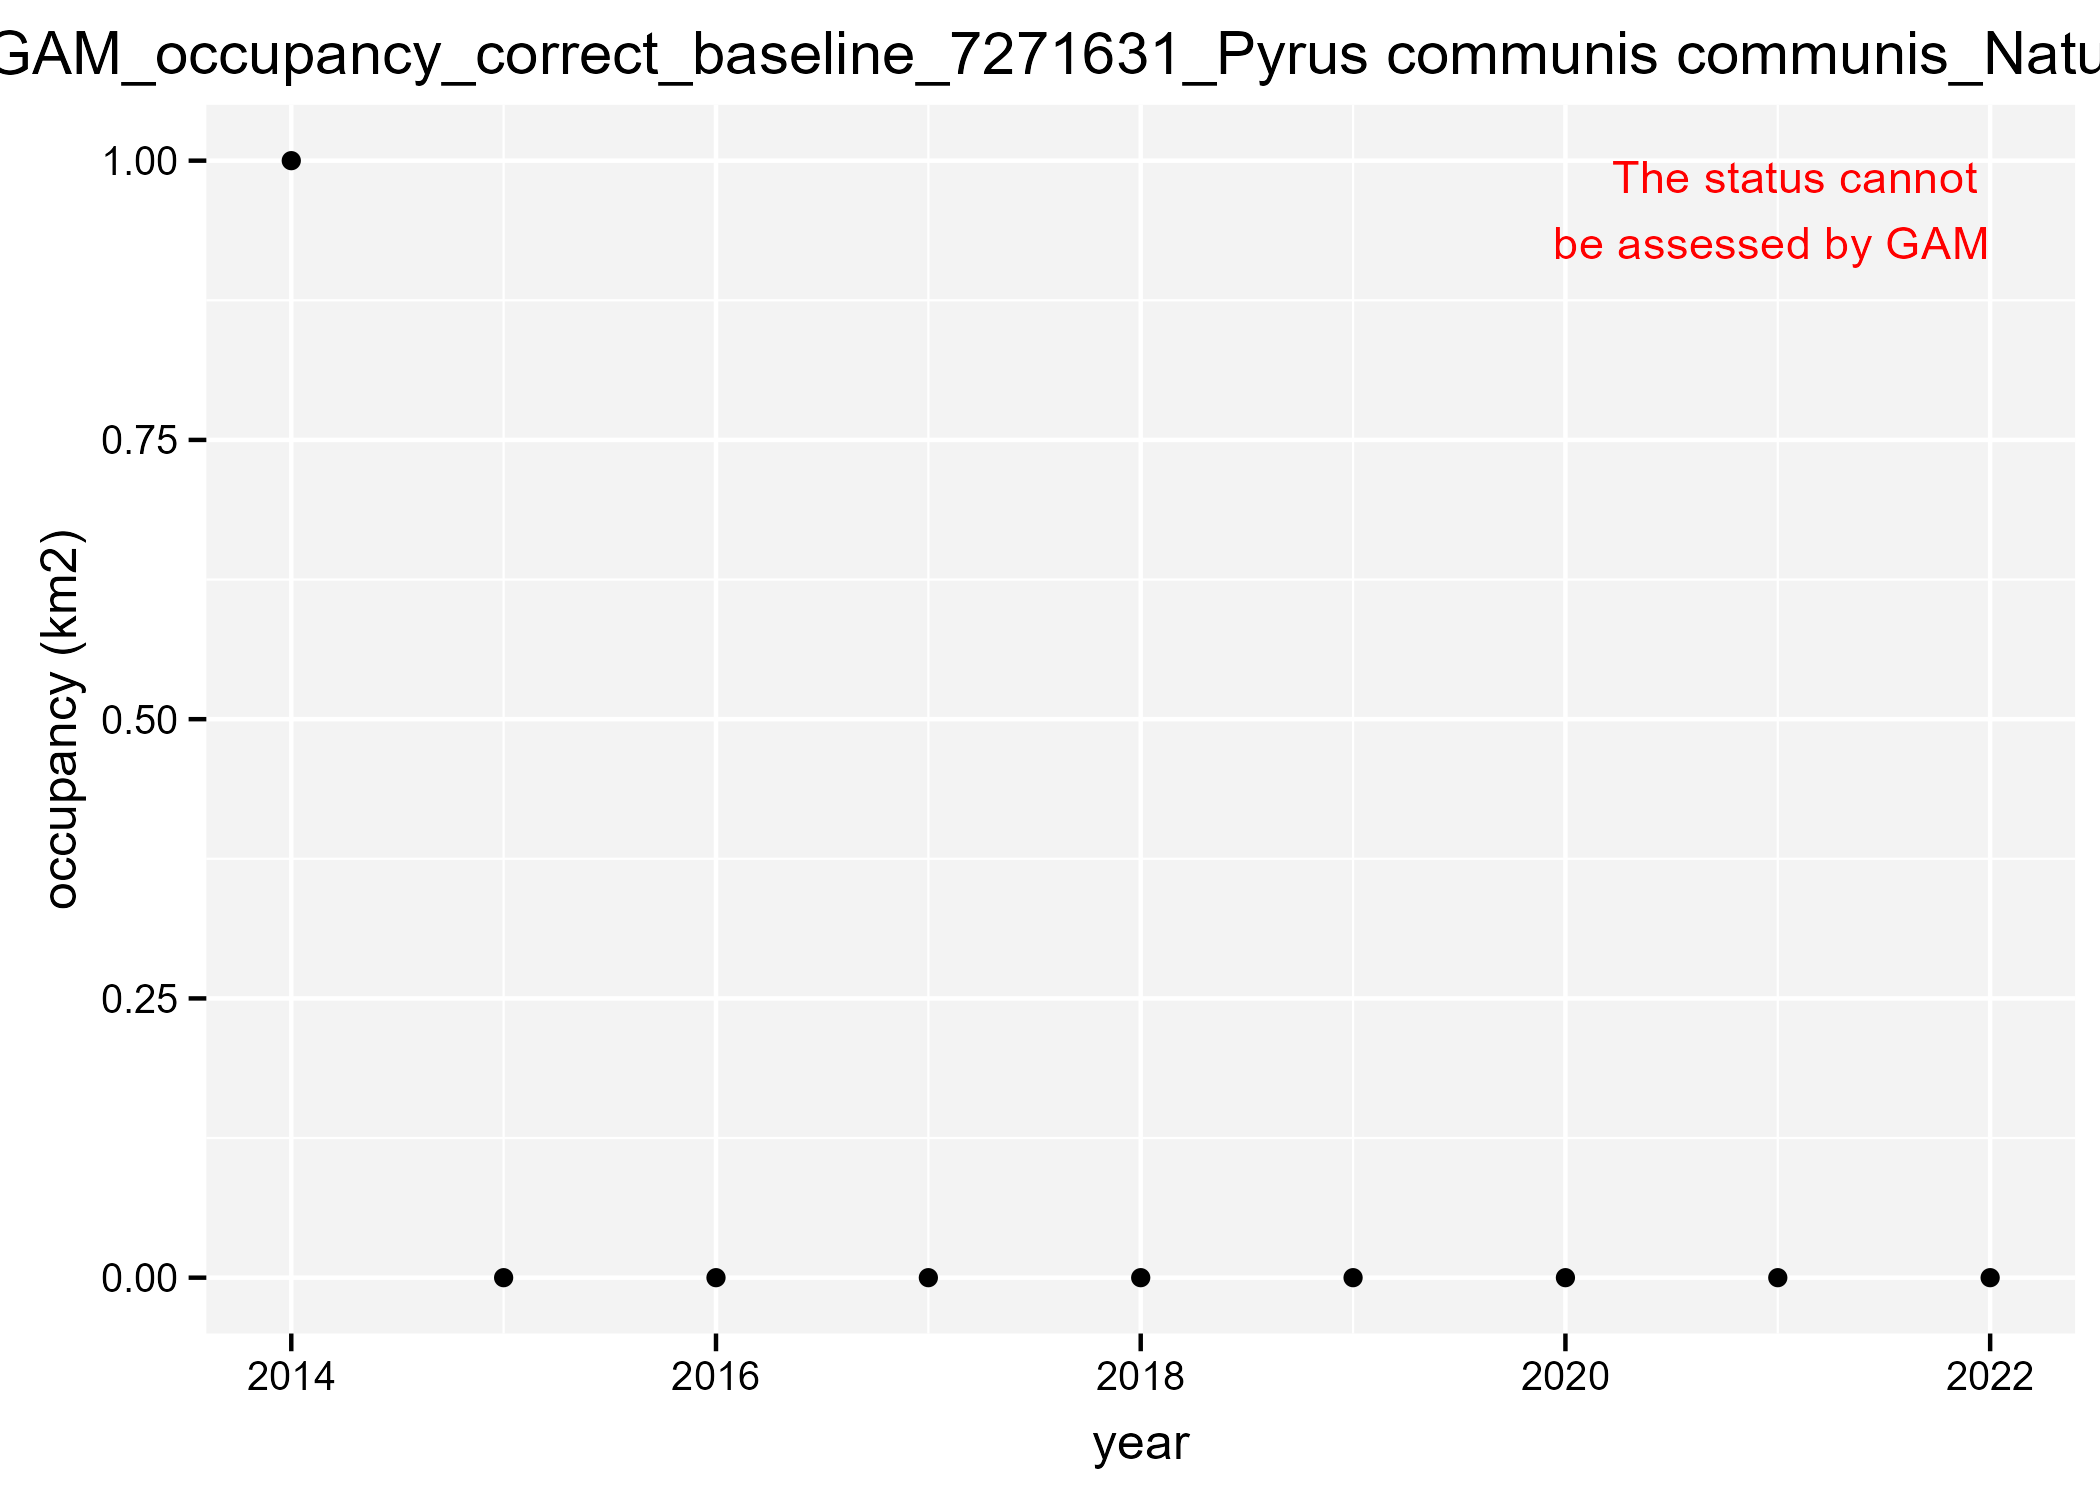 GAM_occupancy_correct_baseline_7271631_Pyrus communis communis_Natu
The status cannot
be assessed by GAM
1.00
0.75
0.50
0.25
0.00
occupancy (km2)
2014 2016 2018 2020 2022
year